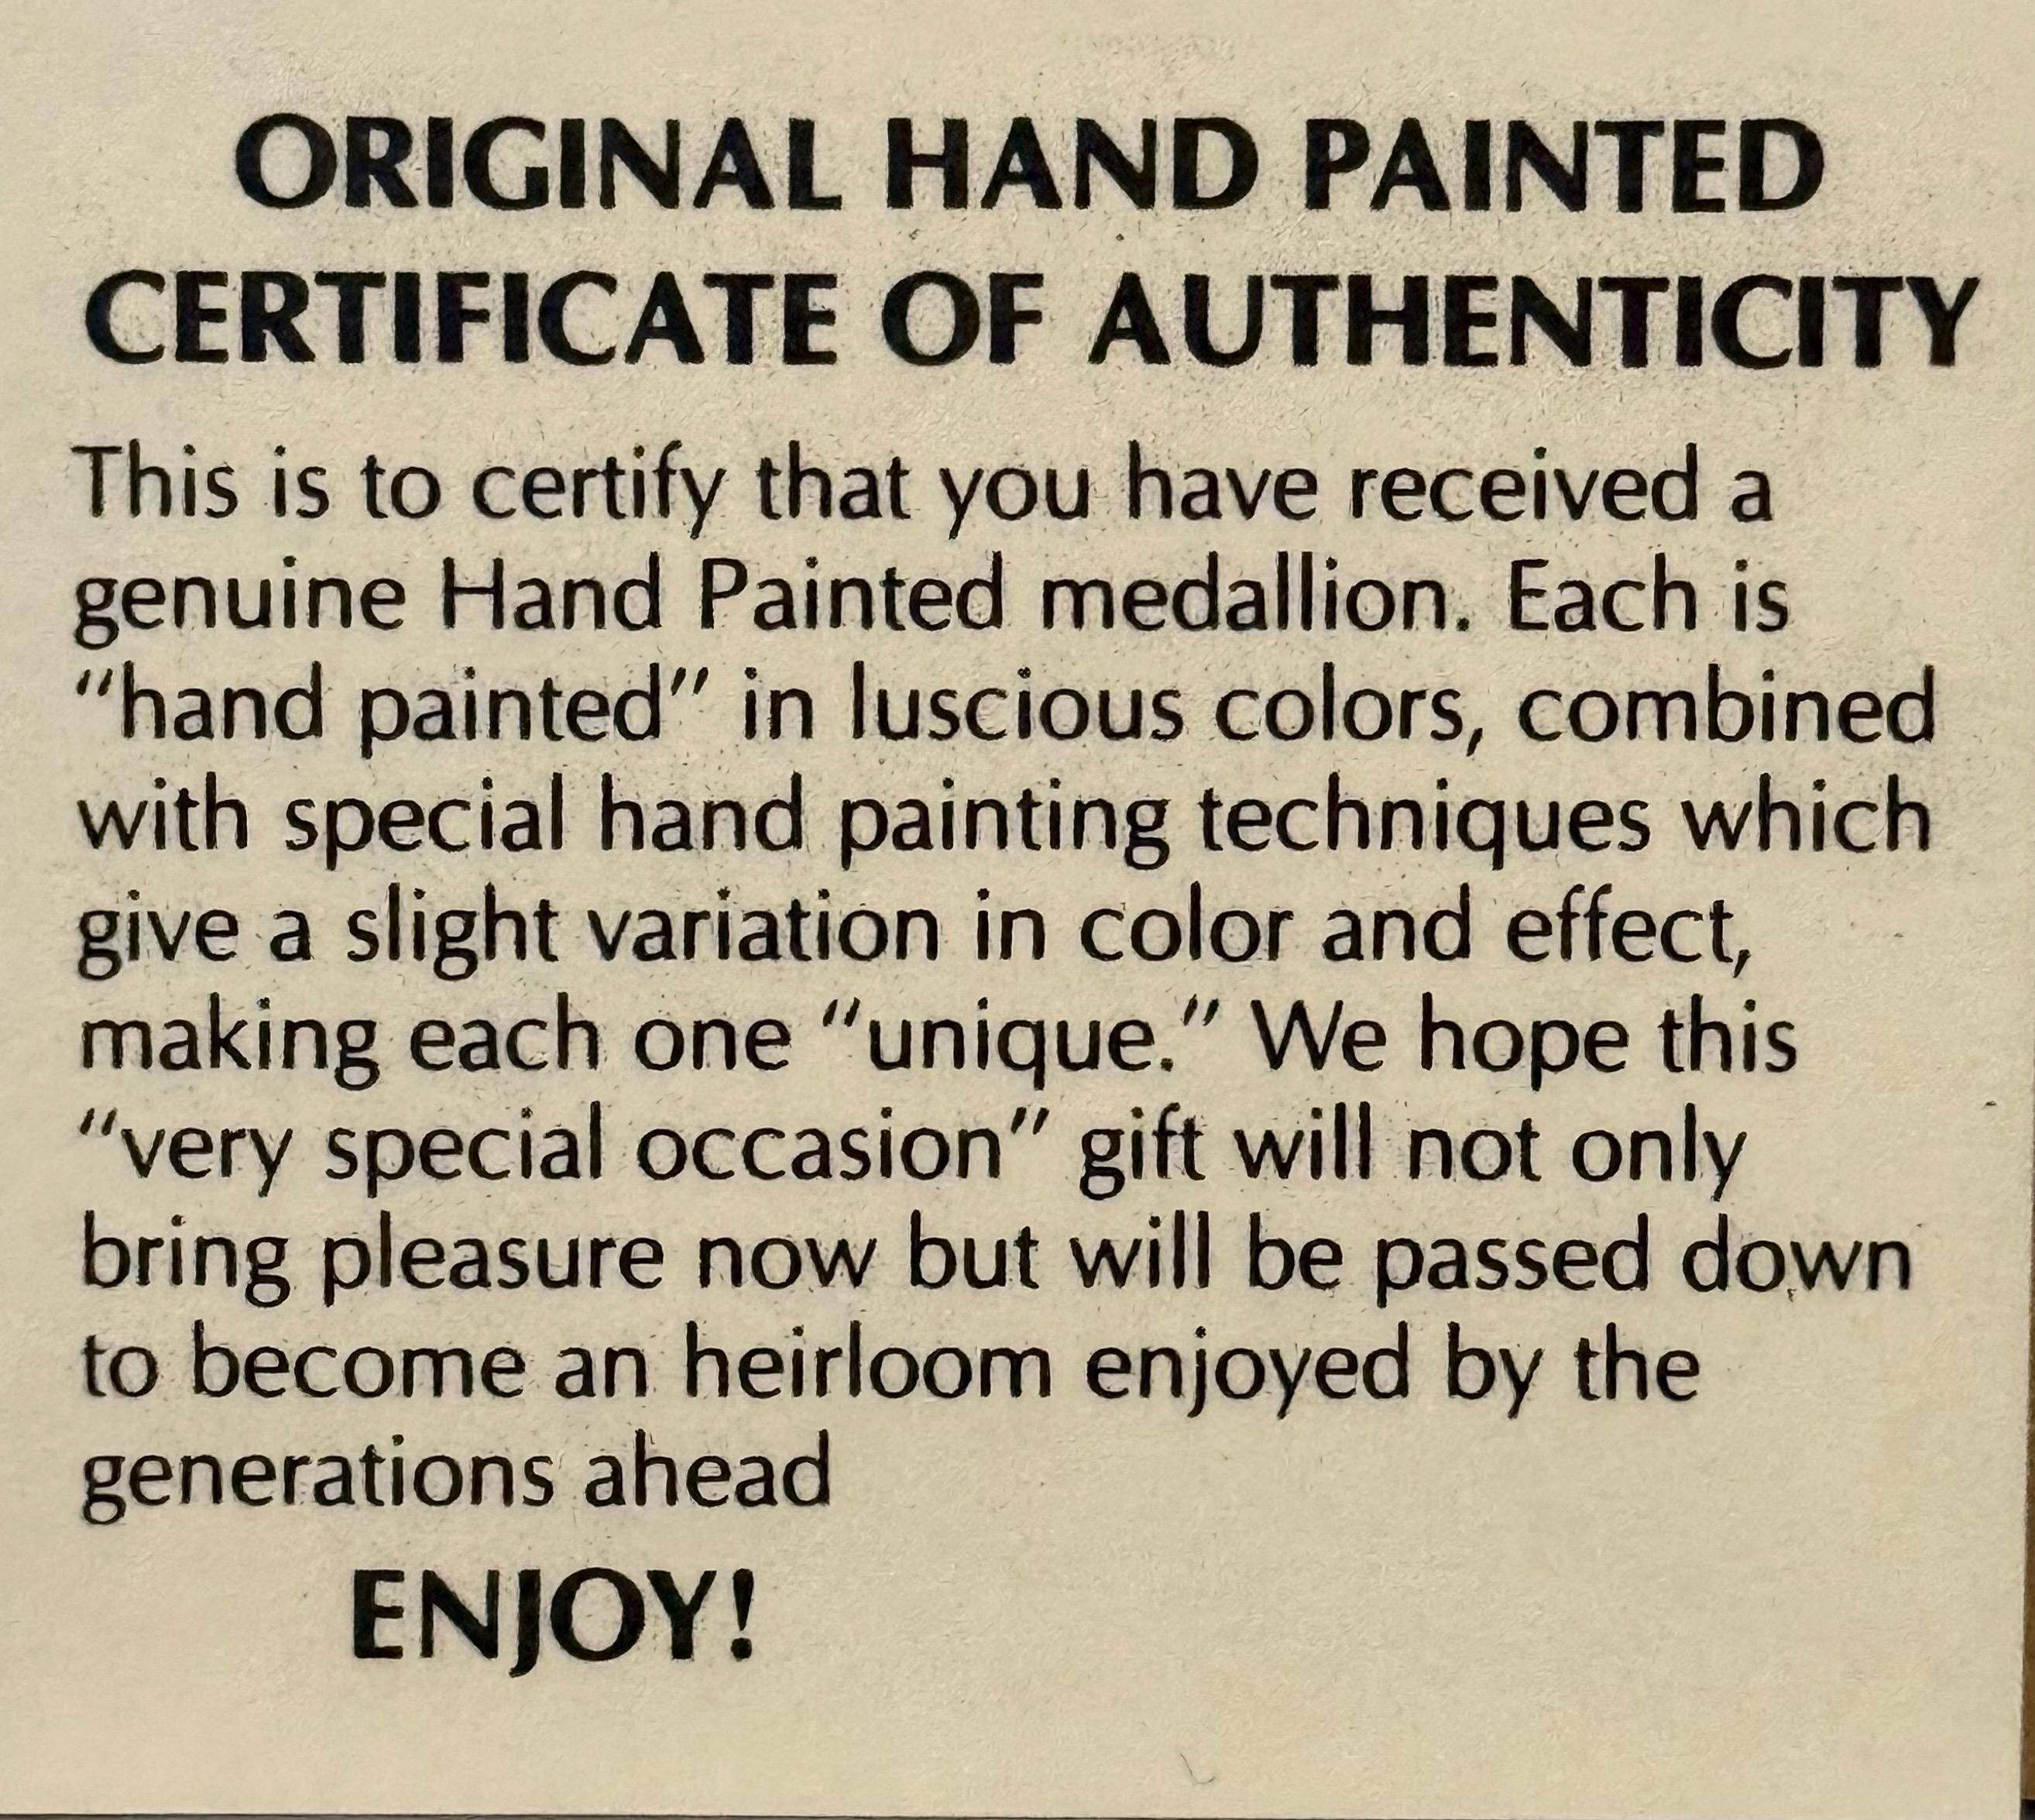 ORIGINAL HAND PAINTED
CERTIFICATE OF AUTHENTICITY
This is to certify that you have received a
genuine Hand Painted medallion. Each is
“hand painted” in luscious colors, combined
with special hand painting techniques which
give a slight variation in color and effect,
making each one “unique.” We hope this
“very special occasion” gift will not only
bring pleasure now but will be passed down
to become an heirloom enjoyed by the
generations ahead
ENJOY!